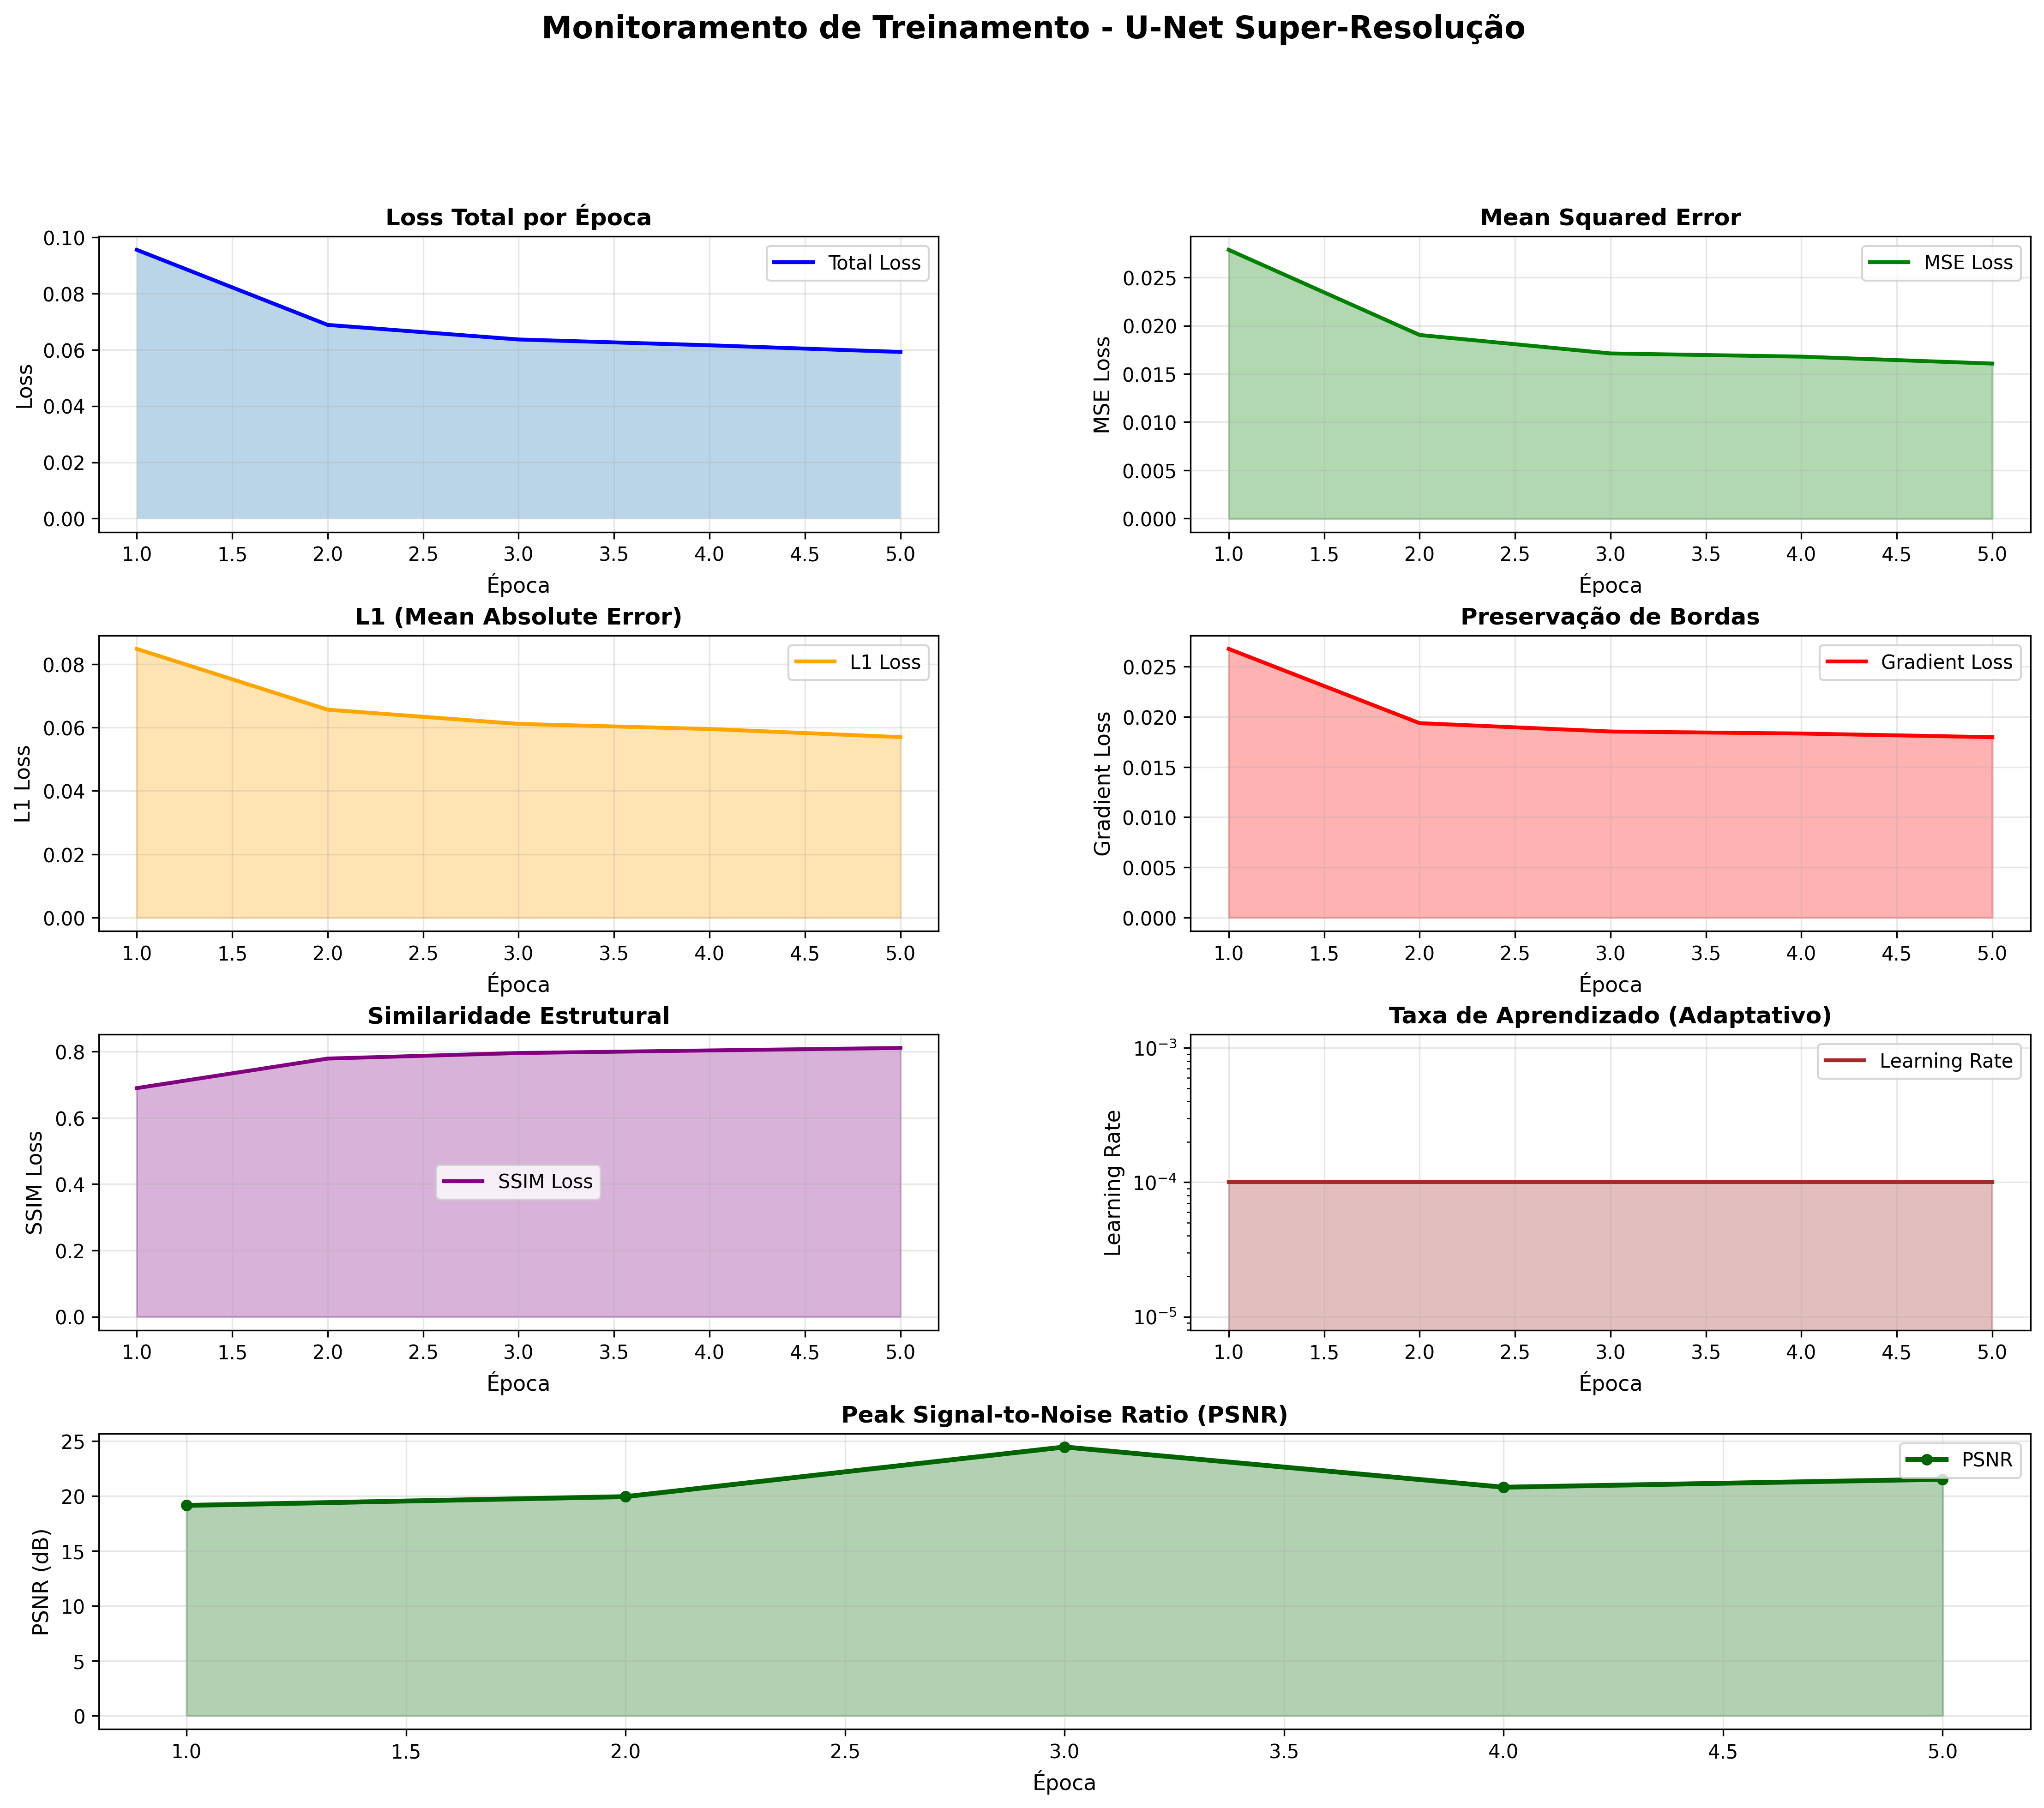 Monitoramento de Treinamento - U-Net Super-Resolução
Loss Total por Época
Total Loss
Loss
0.10
0.08
0.06
0.04
0.02
0.00
1.0 1.5 2.0 2.5 3.0 3.5 4.0 4.5 5.0
Época
Mean Squared Error
MSE Loss
MSE Loss
0.025
0.020
0.015
0.010
0.005
0.000
1.0 1.5 2.0 2.5 3.0 3.5 4.0 4.5 5.0
Época
L1 (Mean Absolute Error)
L1 Loss
L1 Loss
0.08
0.06
0.04
0.02
0.00
1.0 1.5 2.0 2.5 3.0 3.5 4.0 4.5 5.0
Época
Preservação de Bordas
Gradient Loss
Gradient Loss
0.025
0.020
0.015
0.010
0.005
0.000
1.0 1.5 2.0 2.5 3.0 3.5 4.0 4.5 5.0
Época
Similaridade Estrutural
SSIM Loss
SSIM Loss
0.8
0.6
0.4
0.2
0.0
1.0 1.5 2.0 2.5 3.0 3.5 4.0 4.5 5.0
Época
Taxa de Aprendizado (Adaptativo)
Learning Rate
Learning Rate
10⁻³
10⁻⁴
10⁻⁵
1.0 1.5 2.0 2.5 3.0 3.5 4.0 4.5 5.0
Época
Peak Signal-to-Noise Ratio (PSNR)
PSNR
PSNR (dB)
25
20
15
10
5
0
1.0 1.5 2.0 2.5 3.0 3.5 4.0 4.5 5.0
Época